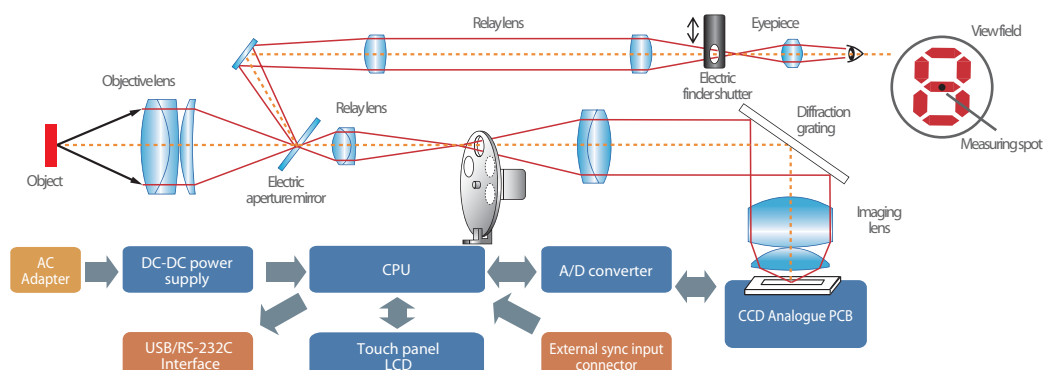 Relay lens
Eyepiece
View field
Objective lens
Relay lens
Electric
finder shutter
Diffraction
grating
Measuring spot
Object
Electric
aperture mirror
Imaging
lens
AC
Adapter
DC-DC power
supply
CPU
A/D converter
CCD Analogue PCB
USB/RS-232C
Interface
Touch panel
LCD
External sync input
connector